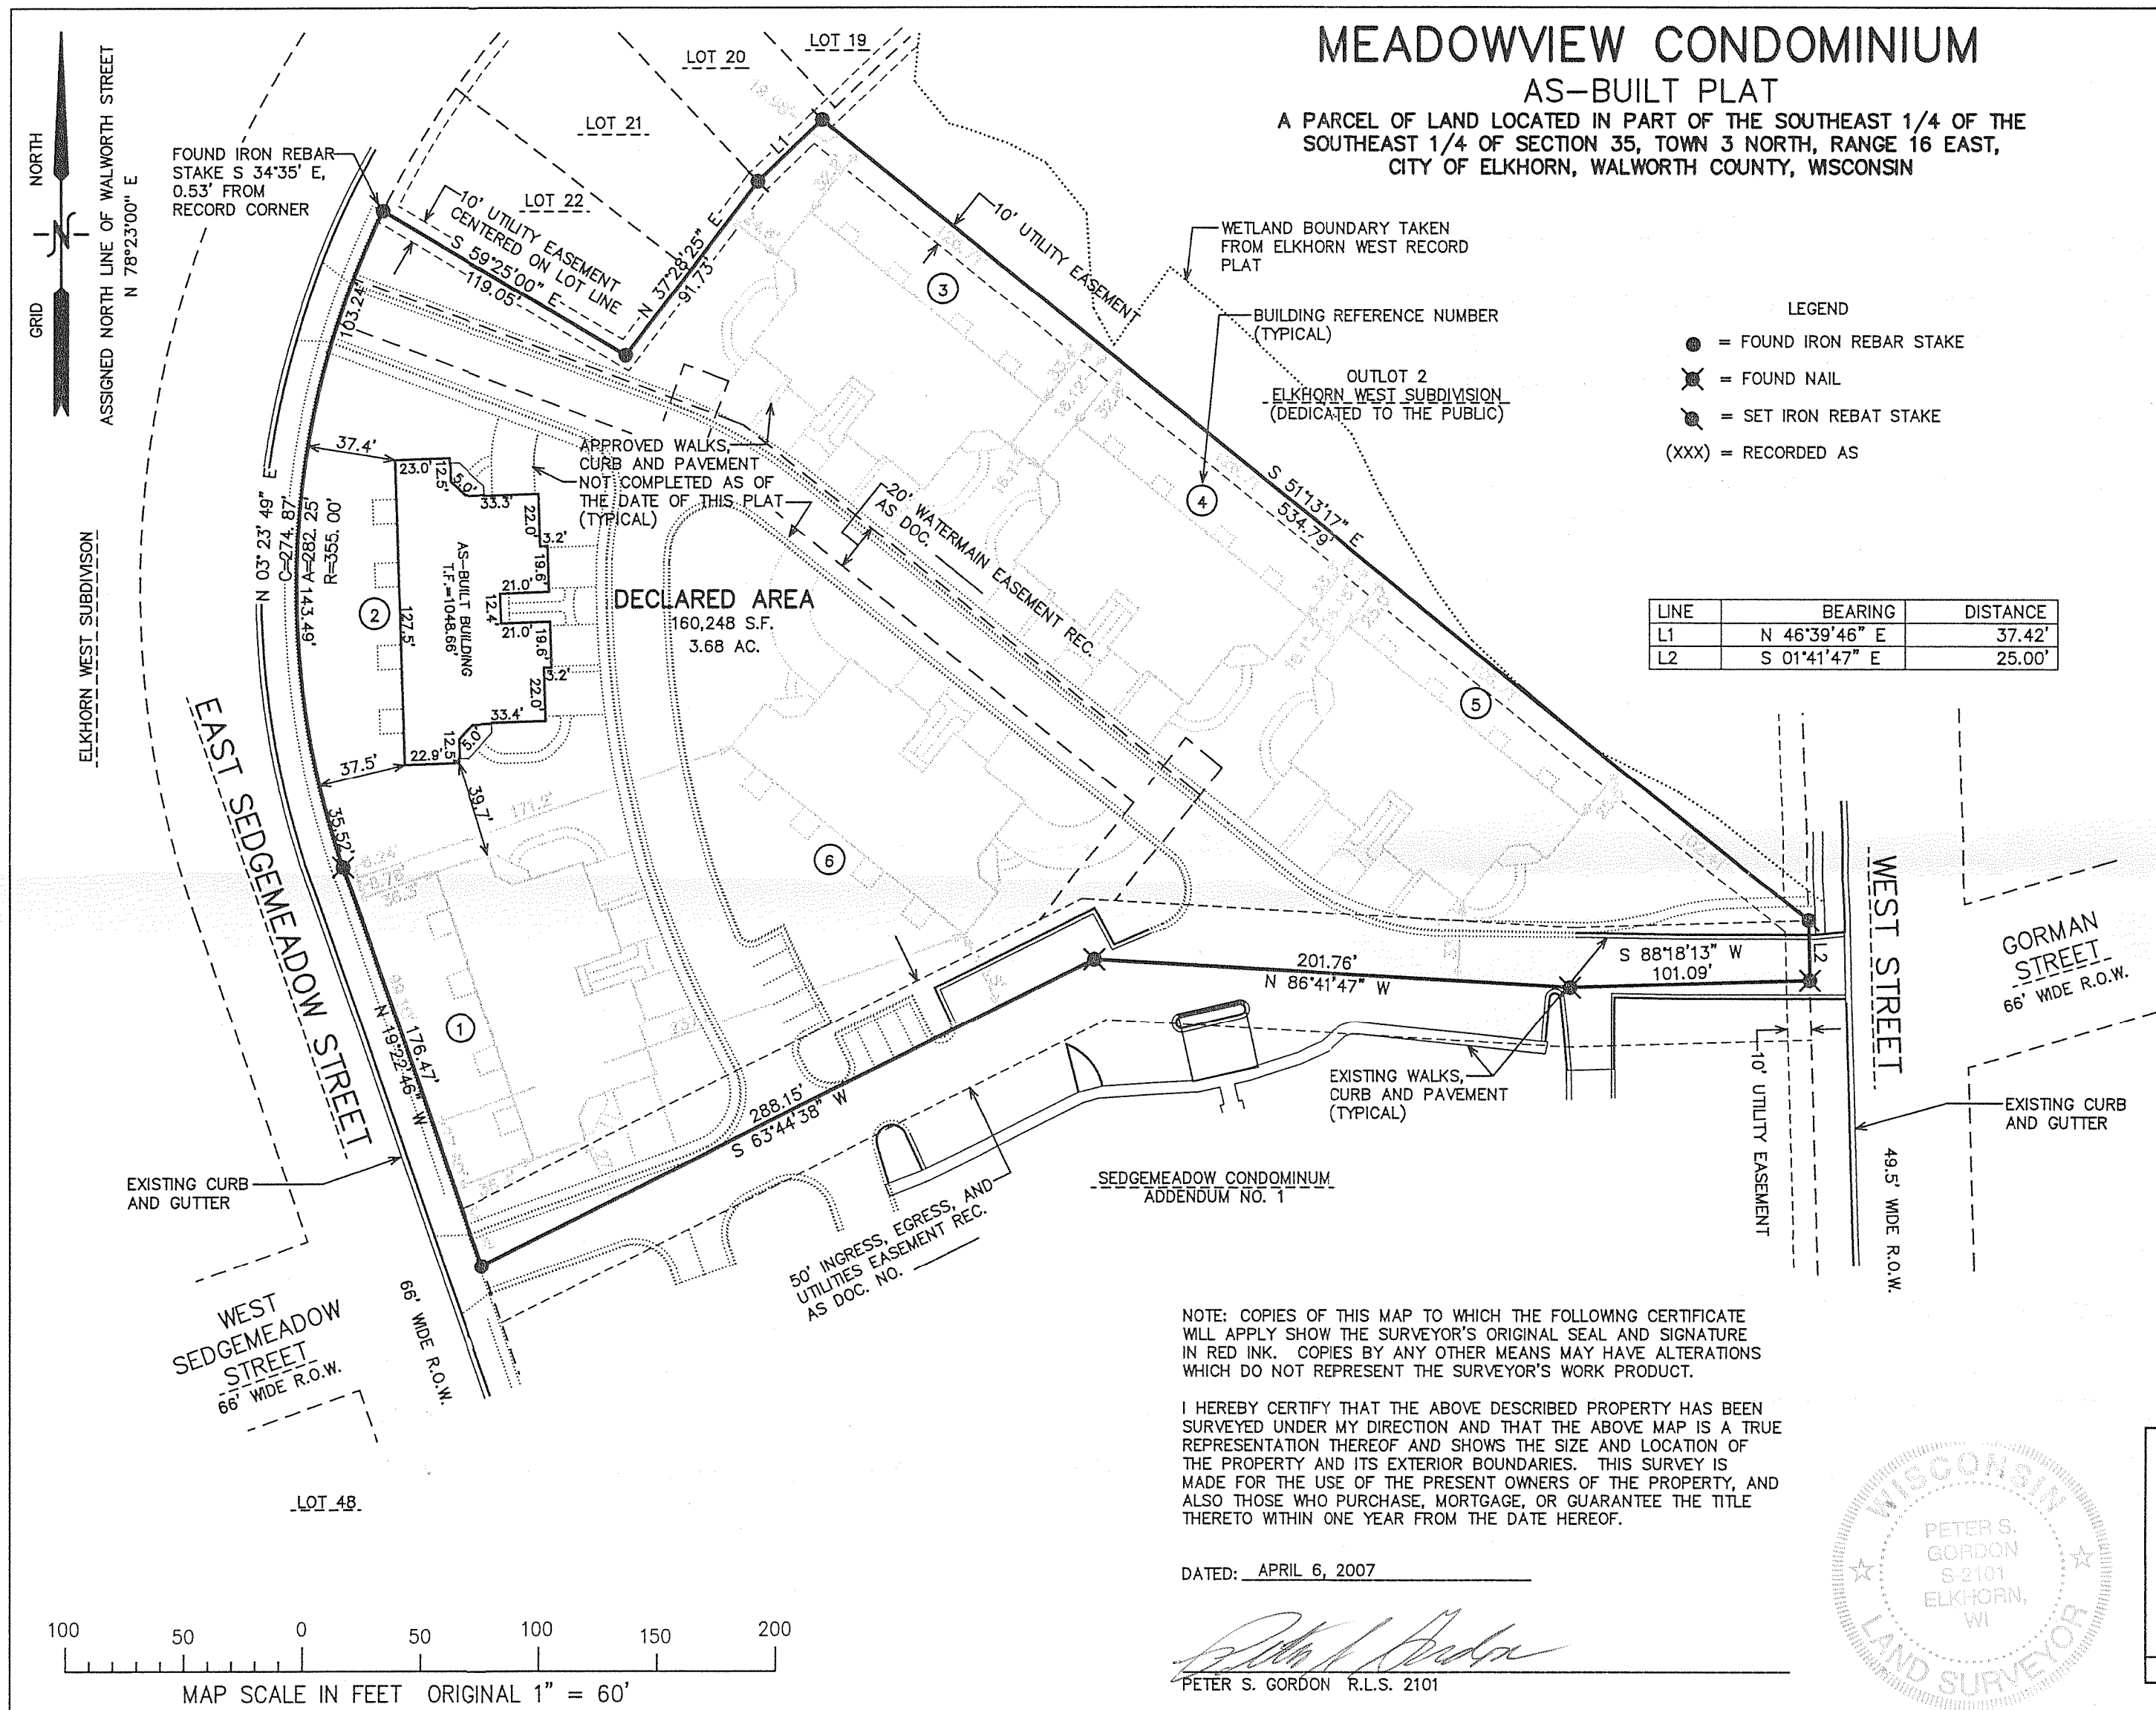 MEADOWVIEW CONDOMINIUM
AS-BUILT PLAT
A PARCEL OF LAND LOCATED IN PART OF THE SOUTHEAST 1/4 OF THE
SOUTHEAST 1/4 OF SECTION 35, TOWN 3 NORTH, RANGE 16 EAST,
CITY OF ELKHORN, WALWORTH COUNTY, WISCONSIN
NORTH
GRID
ASSIGNED NORTH LINE OF WALWORTH STREET
N 78°23'00" E
FOUND IRON REBAR
STAKE S 34°35' E,
0.53' FROM
RECORD CORNER
LOT 19
LOT 20
LOT 21
LOT 22
L1
10' UTILITY EASEMENT
CENTERED ON LOT LINE
S 59°25'00" E
119.05'
N 37°28'25" E
91.73'
10' UTILITY EASEMENT
WETLAND BOUNDARY TAKEN
FROM ELKHORN WEST RECORD
PLAT
BUILDING REFERENCE NUMBER
(TYPICAL)
OUTLOT 2
ELKHORN WEST SUBDIVISION
(DEDICATED TO THE PUBLIC)
LEGEND
= FOUND IRON REBAR STAKE
= FOUND NAIL
= SET IRON REBAT STAKE
(XXX) = RECORDED AS
LINE BEARING DISTANCE
L1 N 46°39'46" E 37.42'
L2 S 01°41'47" E 25.00'
S 51°13'17" E
534.79'
3
4
5
103.24'
37.4'
23.0'
12.5'
5.0'
33.3'
22.0'
3.2'
19.6'
21.0'
12.4'
21.0'
19.6'
3.2'
22.0'
33.4'
5.0'
12.5'
22.9'
127.5'
37.5'
39.7'
35.52'
171.2'
AS-BUILT BUILDING
T.F.=1048.66'
2
APPROVED WALKS,
CURB AND PAVEMENT
NOT COMPLETED AS OF
THE DATE OF THIS PLAT
(TYPICAL)
20' WATERMAIN EASEMENT REC.
AS DOC.
DECLARED AREA
160,248 S.F.
3.68 AC.
N 03° 23' 49" E
C=274. 87'
A=282. 25'
R=355. 00'
143.49'
ELKHORN WEST SUBDIVISON
EAST SEDGEMEADOW STREET
6
1
176.47'
N 19°22'46" W
288.15'
S 63°44'38" W
201.76'
N 86°41'47" W
S 88°18'13" W
101.09'
L2
WEST STREET
GORMAN
STREET
66' WIDE R.O.W.
EXISTING WALKS,
CURB AND PAVEMENT
(TYPICAL)
10' UTILITY EASEMENT
EXISTING CURB
AND GUTTER
49.5' WIDE R.O.W.
EXISTING CURB
AND GUTTER
SEDGEMEADOW CONDOMINUM
ADDENDUM NO. 1
50' INGRESS, EGRESS, AND
UTILITIES EASEMENT REC.
AS DOC. NO.
WEST
SEDGEMEADOW
STREET
66' WIDE R.O.W.
66' WIDE R.O.W.
LOT 48
NOTE: COPIES OF THIS MAP TO WHICH THE FOLLOWING CERTIFICATE
WILL APPLY SHOW THE SURVEYOR'S ORIGINAL SEAL AND SIGNATURE
IN RED INK. COPIES BY ANY OTHER MEANS MAY HAVE ALTERATIONS
WHICH DO NOT REPRESENT THE SURVEYOR'S WORK PRODUCT.
I HEREBY CERTIFY THAT THE ABOVE DESCRIBED PROPERTY HAS BEEN
SURVEYED UNDER MY DIRECTION AND THAT THE ABOVE MAP IS A TRUE
REPRESENTATION THEREOF AND SHOWS THE SIZE AND LOCATION OF
THE PROPERTY AND ITS EXTERIOR BOUNDARIES. THIS SURVEY IS
MADE FOR THE USE OF THE PRESENT OWNERS OF THE PROPERTY, AND
ALSO THOSE WHO PURCHASE, MORTGAGE, OR GUARANTEE THE TITLE
THERETO WITHIN ONE YEAR FROM THE DATE HEREOF.
DATED: APRIL 6, 2007
PETER S. GORDON R.L.S. 2101
WISCONSIN
PETER S.
GORDON
S-2101
ELKHORN,
WI
LAND SURVEYOR
100 50 0 50 100 150 200
MAP SCALE IN FEET ORIGINAL 1" = 60'